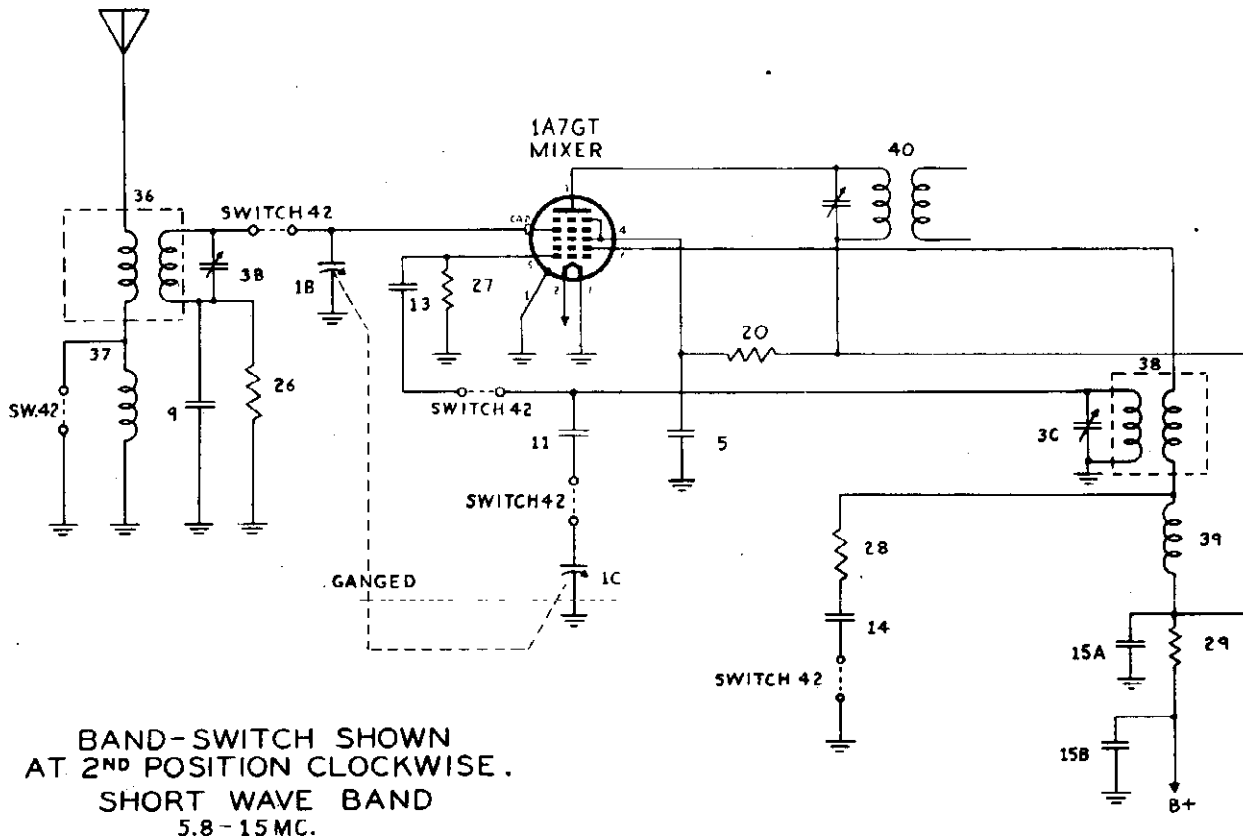 1A7GT
MIXER
40
36
SWITCH 42
CAP
3
4
3B
1B
5
13
27
1
2
7
20
37
38
SW.42
9
26
SWITCH 42
11
5
3C
SWITCH 42
28
39
GANGED
1C
14
15A
29
SWITCH 42
15B
B+
BAND-SWITCH SHOWN
AT 2ND POSITION CLOCKWISE.
SHORT WAVE BAND
5.8-15 MC.